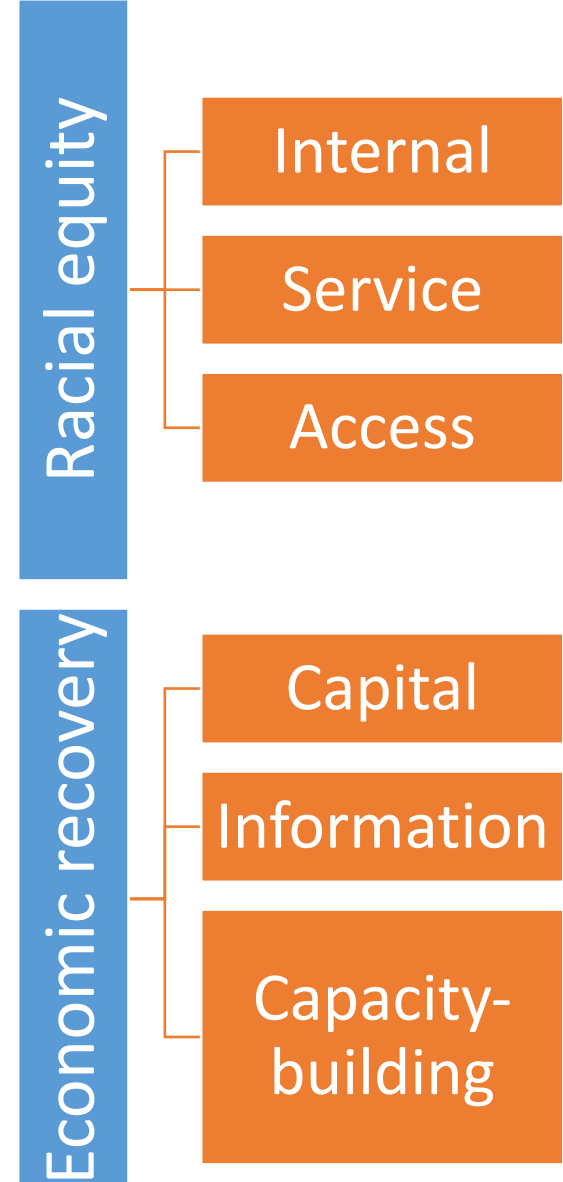 Racial equity
Internal
Service
Access
Economic recovery
Capital
Information
Capacity-
building